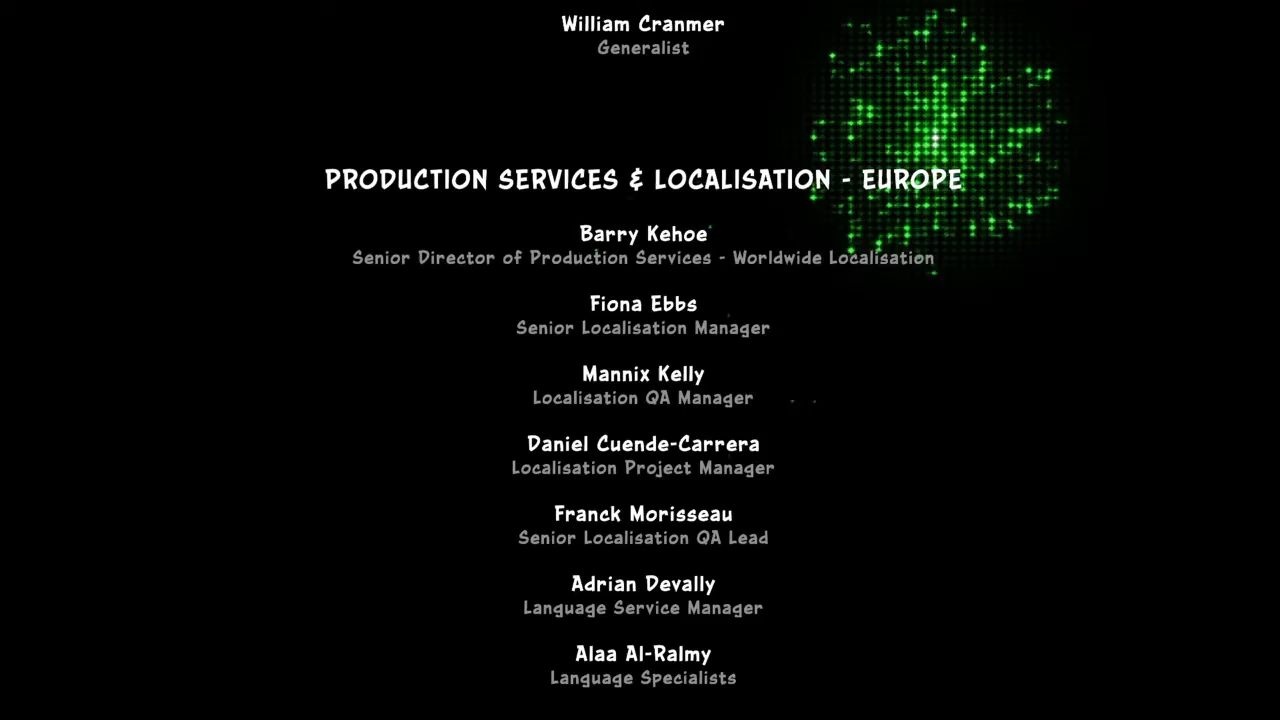 William Cranmer
Generalist
PRODUCTION SERVICES & LOCALISATION - EUROPE
Barry Kehoe
Senior Director of Production Services - Worldwide Localisation
Fiona Ebbs
Senior Localisation Manager
Mannix Kelly
Localisation QA Manager
Daniel Cuende-Carrera
Localisation Project Manager
Franck Morisseau
Senior Localisation QA Lead
Adrian Devally
Language Service Manager
Alaa Al-Ralmy
Language Specialists